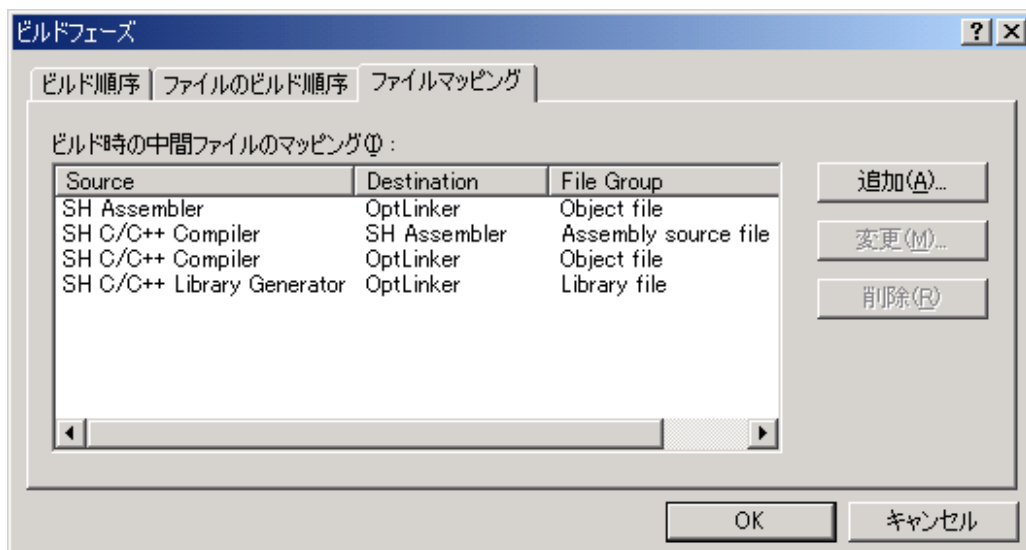 ビルドフェーズ
ビルド順序 ファイルのビルド順序 ファイルマッピング
ビルド時の中間ファイルのマッピング(I):
Source Destination File Group
SH Assembler OptLinker Object file
SH C/C++ Compiler SH Assembler Assembly source file
SH C/C++ Compiler OptLinker Object file
SH C/C++ Library Generator OptLinker Library file
追加(A)...
変更(M)...
削除(R)
OK キャンセル